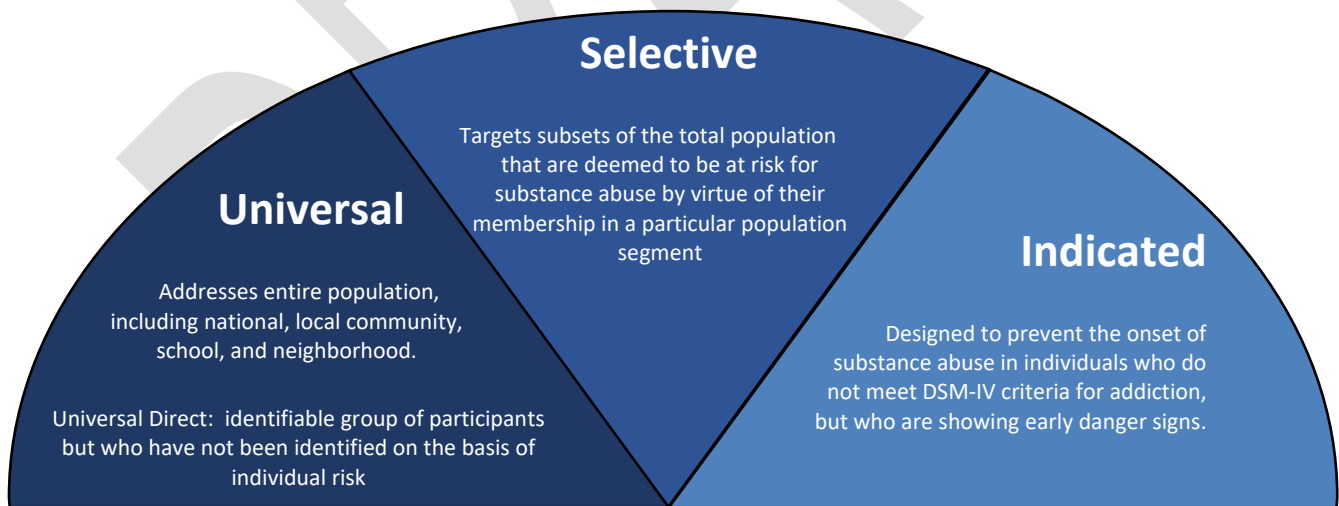 Universal
Addresses entire population,
including national, local community,
school, and neighborhood.
Universal Direct: identifiable group of participants
but who have not been identified on the basis of
individual risk
Selective
Targets subsets of the total population
that are deemed to be at risk for
substance abuse by virtue of their
membership in a particular population
segment
Indicated
Designed to prevent the onset of
substance abuse in individuals who do
not meet DSM-IV criteria for addiction,
but who are showing early danger signs.